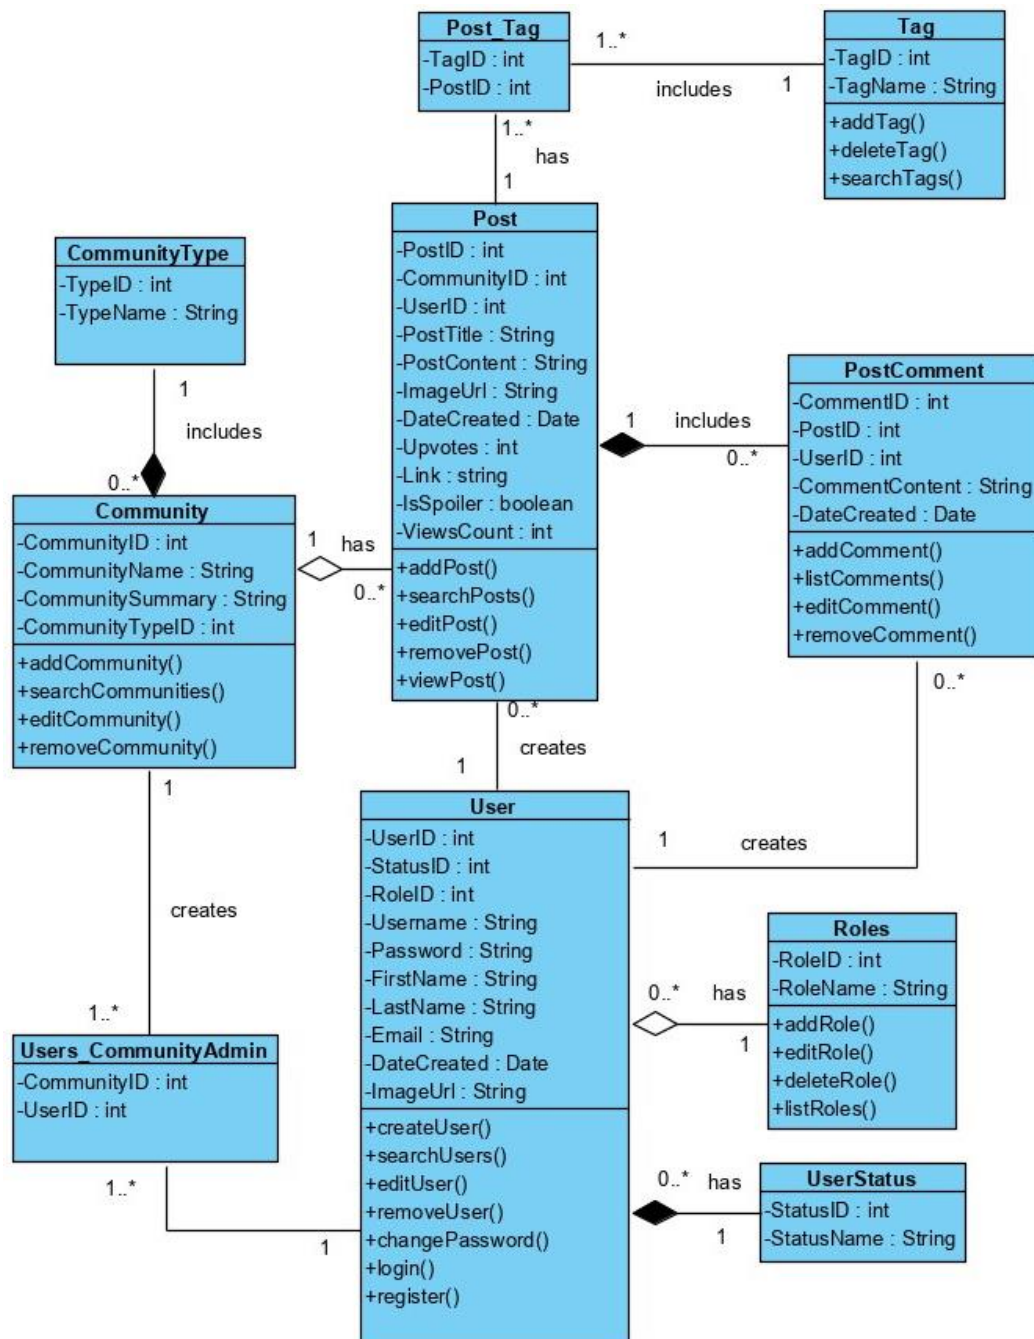 Post_Tag
-TagID : int
-PostID : int
1..*
includes
1
Tag
-TagID : int
-TagName : String
+addTag()
+deleteTag()
+searchTags()
1..*
has
1
Post
-PostID : int
-CommunityID : int
-UserID : int
-PostTitle : String
-PostContent : String
-ImageUrl : String
-DateCreated : Date
-Upvotes : int
-Link : string
-IsSpoiler : boolean
-ViewsCount : int
+addPost()
+searchPosts()
+editPost()
+removePost()
+viewPost()
CommunityType
-TypeID : int
-TypeName : String
1
includes
0..*
Community
-CommunityID : int
-CommunityName : String
-CommunitySummary : String
-CommunityTypeID : int
+addCommunity()
+searchCommunities()
+editCommunity()
+removeCommunity()
1
has
0..*
1
includes
0..*
PostComment
-CommentID : int
-PostID : int
-UserID : int
-CommentContent : String
-DateCreated : Date
+addComment()
+listComments()
+editComment()
+removeComment()
0..*
creates
1
0..*
creates
1
1
creates
1..*
Users_CommunityAdmin
-CommunityID : int
-UserID : int
1..*
1
User
-UserID : int
-StatusID : int
-RoleID : int
-Username : String
-Password : String
-FirstName : String
-LastName : String
-Email : String
-DateCreated : Date
-ImageUrl : String
+createUser()
+searchUsers()
+editUser()
+removeUser()
+changePassword()
+login()
+register()
0..*
has
1
Roles
-RoleID : int
-RoleName : String
+addRole()
+editRole()
+deleteRole()
+listRoles()
0..*
has
1
UserStatus
-StatusID : int
-StatusName : String